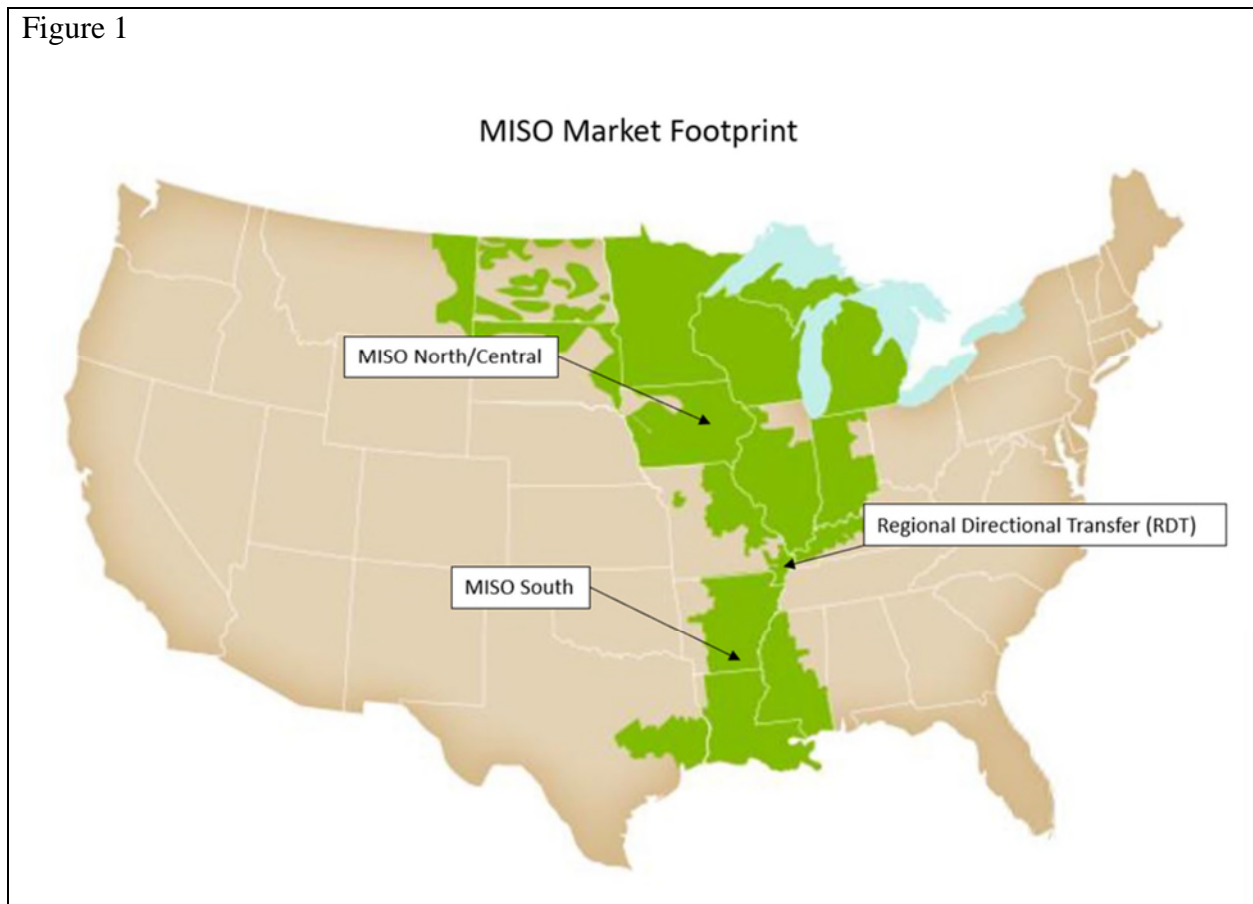 Figure 1
MISO Market Footprint
MISO North/Central
Regional Directional Transfer (RDT)
MISO South